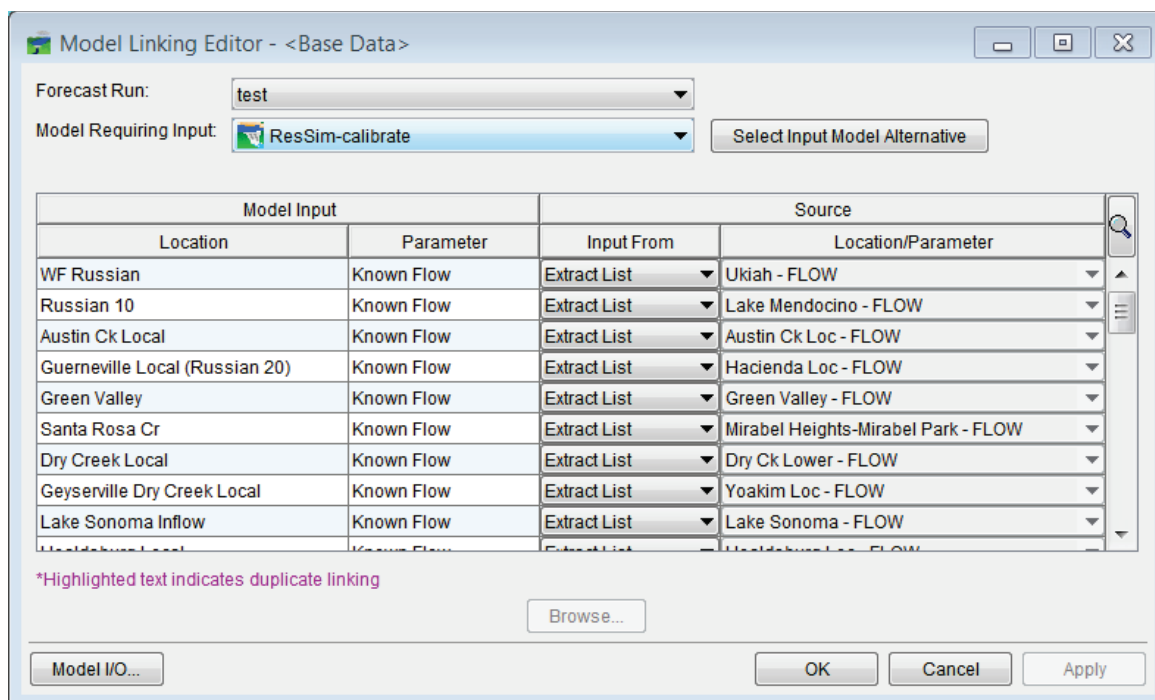 Model Linking Editor - <Base Data>
Forecast Run: test
Model Requiring Input: ResSim-calibrate Select Input Model Alternative
Model Input Source
Location Parameter Input From Location/Parameter
WF Russian Known Flow Extract List Ukiah - FLOW
Russian 10 Known Flow Extract List Lake Mendocino - FLOW
Austin Ck Local Known Flow Extract List Austin Ck Loc - FLOW
Guerneville Local (Russian 20) Known Flow Extract List Hacienda Loc - FLOW
Green Valley Known Flow Extract List Green Valley - FLOW
Santa Rosa Cr Known Flow Extract List Mirabel Heights-Mirabel Park - FLOW
Dry Creek Local Known Flow Extract List Dry Ck Lower - FLOW
Geyserville Dry Creek Local Known Flow Extract List Yoakim Loc - FLOW
Lake Sonoma Inflow Known Flow Extract List Lake Sonoma - FLOW
*Highlighted text indicates duplicate linking
Browse...
Model I/O... OK Cancel Apply